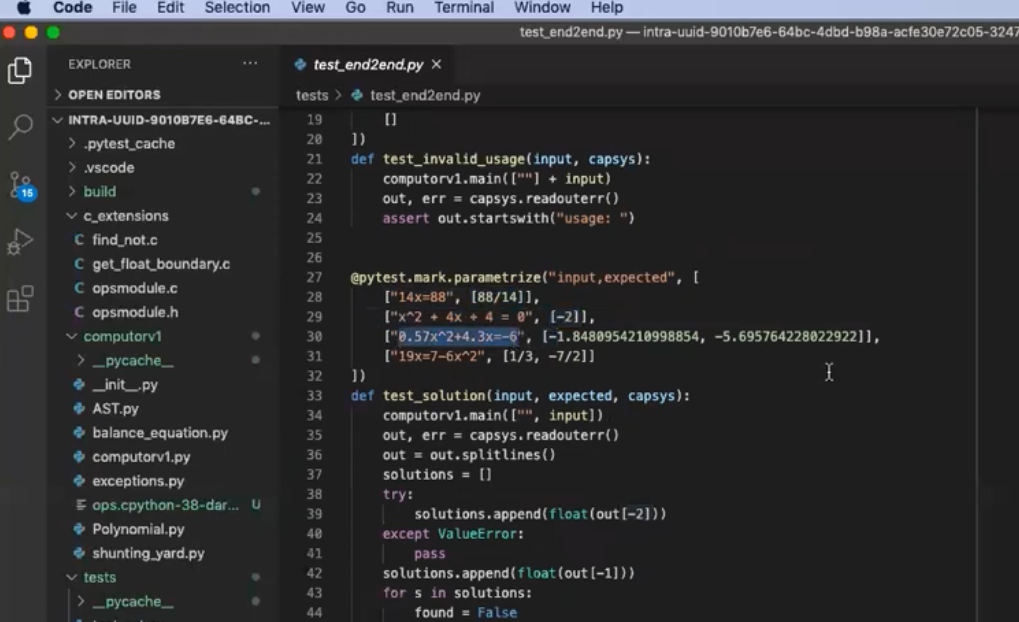 Code File Edit Selection View Go Run Terminal Window Help
test_end2end.py — intra-uuid-9010b7e6-64bc-4dbd-b98a-acfe30e72c05-3247
EXPLORER ...
OPEN EDITORS
INTRA-UUID-9010B7E6-64BC-...
.pytest_cache
.vscode
build
c_extensions
C find_not.c
C get_float_boundary.c
C opsmodule.c
C opsmodule.h
computorv1
__pycache__
__init__.py
AST.py
balance_equation.py
computorv1.py
exceptions.py
ops.cpython-38-dar... U
Polynomial.py
shunting_yard.py
tests
__pycache__
15
test_end2end.py ×
tests > test_end2end.py
19 []
20 ])
21 def test_invalid_usage(input, capsys):
22 computorv1.main([""] + input)
23 out, err = capsys.readouterr()
24 assert out.startswith("usage: ")
25
26
27 @pytest.mark.parametrize("input,expected", [
28 ["14x=88", [88/14]],
29 ["x^2 + 4x + 4 = 0", [-2]],
30 ["0.57x^2+4.3x=-6", [-1.8480954210998854, -5.695764228022922]],
31 ["19x=7-6x^2", [1/3, -7/2]]
32 ])
33 def test_solution(input, expected, capsys):
34 computorv1.main(["", input])
35 out, err = capsys.readouterr()
36 out = out.splitlines()
37 solutions = []
38 try:
39 solutions.append(float(out[-2]))
40 except ValueError:
41 pass
42 solutions.append(float(out[-1]))
43 for s in solutions:
44 found = False